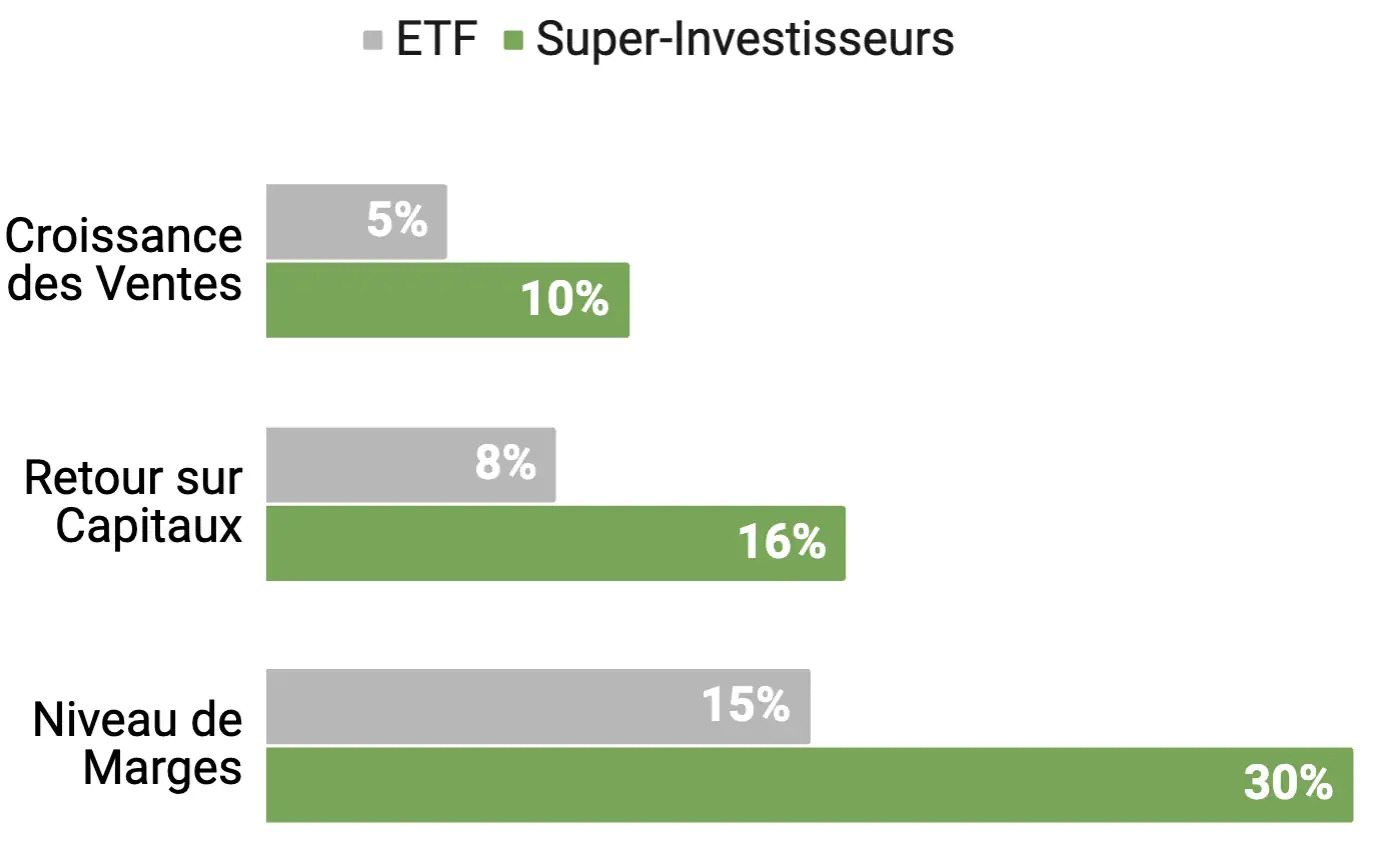 ETF Super-Investisseurs
5%
Croissance
des Ventes
10%
8%
Retour sur
Capitaux
16%
15%
Niveau de
Marges
30%